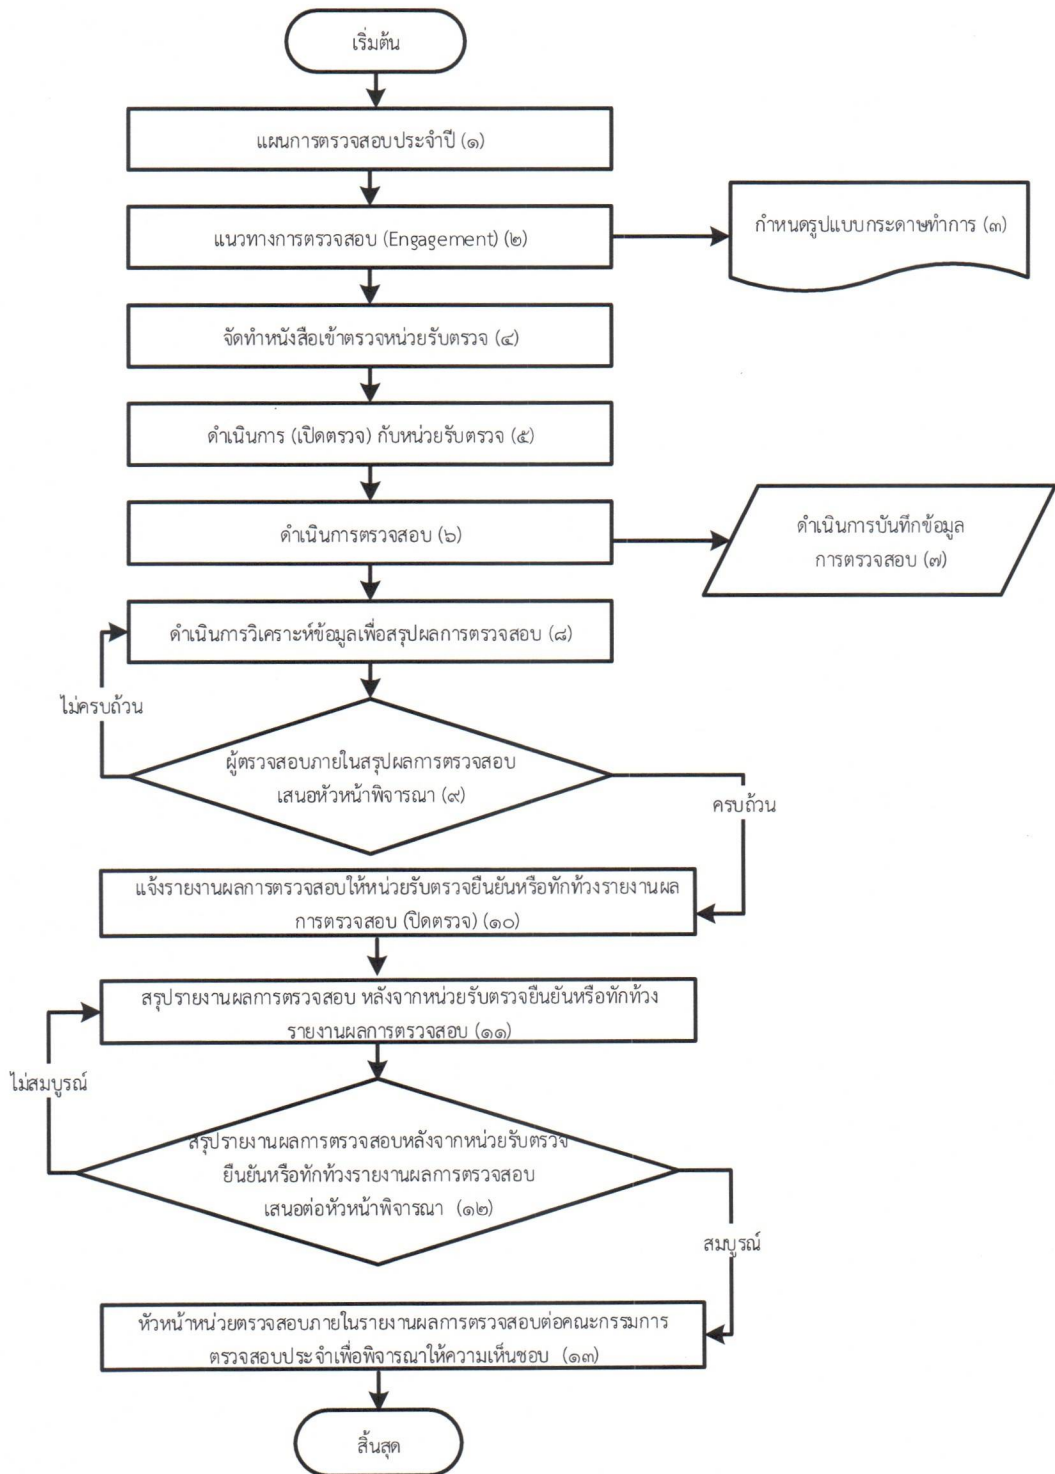 เริ่มต้น
แผนการตรวจสอบประจำปี (๑)
แนวทางการตรวจสอบ (Engagement) (๒)
กำหนดรูปแบบกระดาษทำการ (๓)
จัดทำหนังสือเข้าตรวจหน่วยรับตรวจ (๔)
ดำเนินการ (เปิดตรวจ) กับหน่วยรับตรวจ (๕)
ดำเนินการตรวจสอบ (๖)
ดำเนินการบันทึกข้อมูล
การตรวจสอบ (๗)
ดำเนินการวิเคราะห์ข้อมูลเพื่อสรุปผลการตรวจสอบ (๘)
ไม่ครบถ้วน
ผู้ตรวจสอบภายในสรุปผลการตรวจสอบ
เสนอหัวหน้าพิจารณา (๙)
ครบถ้วน
แจ้งรายงานผลการตรวจสอบให้หน่วยรับตรวจยืนยันหรือทักท้วงรายงานผล
การตรวจสอบ (ปิดตรวจ) (๑๐)
สรุปรายงานผลการตรวจสอบ หลังจากหน่วยรับตรวจยืนยันหรือทักท้วง
รายงานผลการตรวจสอบ (๑๑)
ไม่สมบูรณ์
สรุปรายงานผลการตรวจสอบหลังจากหน่วยรับตรวจ
ยืนยันหรือทักท้วงรายงานผลการตรวจสอบ
เสนอต่อหัวหน้าพิจารณา (๑๒)
สมบูรณ์
หัวหน้าหน่วยตรวจสอบภายในรายงานผลการตรวจสอบต่อคณะกรรมการ
ตรวจสอบประจำเพื่อพิจารณาให้ความเห็นชอบ (๑๓)
สิ้นสุด